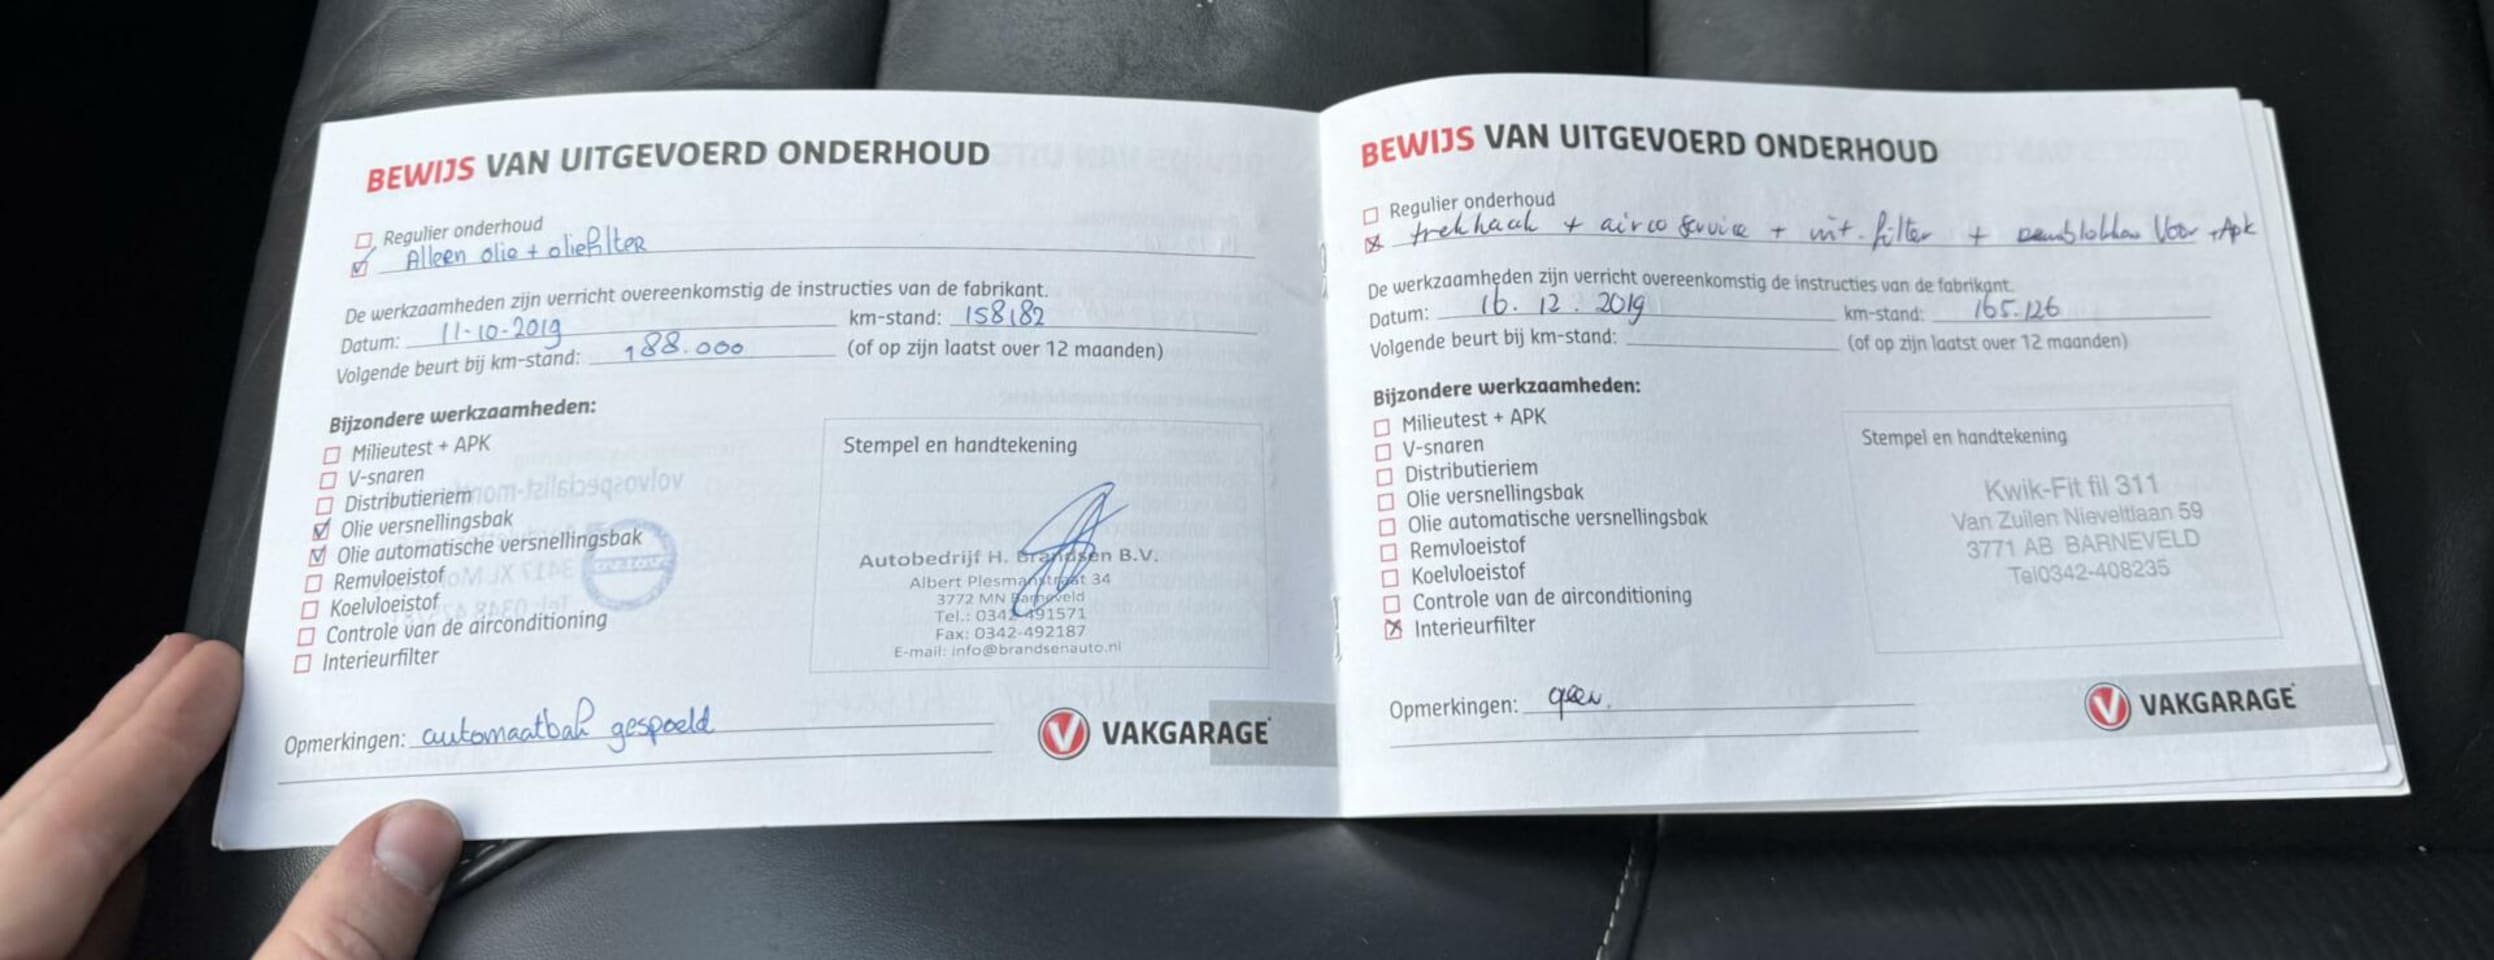 BEWIJS VAN UITGEVOERD ONDERHOUD
Regulier onderhoud
Alleen olie + oliefilter
De werkzaamheden zijn verricht overeenkomstig de instructies van de fabrikant.
Datum: 11-10-2019 km-stand: 158182
Volgende beurt bij km-stand: 188.000 (of op zijn laatst over 12 maanden)
Bijzondere werkzaamheden:
Milieutest + APK
V-snaren
Distributieriem
Olie versnellingsbak
Olie automatische versnellingsbak
Remvloeistof
Koelvloeistof
Controle van de airconditioning
Interieurfilter
Stempel en handtekening
Autobedrijf H. Brandsen B.V.
Albert Plesmanstraat 34
3772 MN Barneveld
Tel.: 0342-491571
Fax: 0342-492187
E-mail: info@brandsenauto.nl
Opmerkingen: automaatbak gespoeld
VAKGARAGE
BEWIJS VAN UITGEVOERD ONDERHOUD
Regulier onderhoud
trekhaak + airco service + int. filter + Voor + Apk
De werkzaamheden zijn verricht overeenkomstig de instructies van de fabrikant.
Datum: 16.12.2019 km-stand: 165.126
Volgende beurt bij km-stand: (of op zijn laatst over 12 maanden)
Bijzondere werkzaamheden:
Milieutest + APK
V-snaren
Distributieriem
Olie versnellingsbak
Olie automatische versnellingsbak
Remvloeistof
Koelvloeistof
Controle van de airconditioning
Interieurfilter
Stempel en handtekening
Kwik-Fit fil 311
Van Zuilen Nieveltlaan 59
3771 AB BARNEVELD
Tel0342-408235
Opmerkingen: geen.
VAKGARAGE